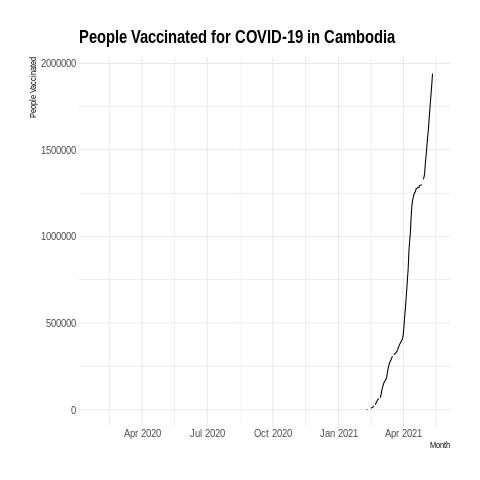 People Vaccinated for COVID-19 in Cambodia
People Vaccinated
2000000
1500000
1000000
500000
0
Apr 2020 Jul 2020 Oct 2020 Jan 2021 Apr 2021
Month